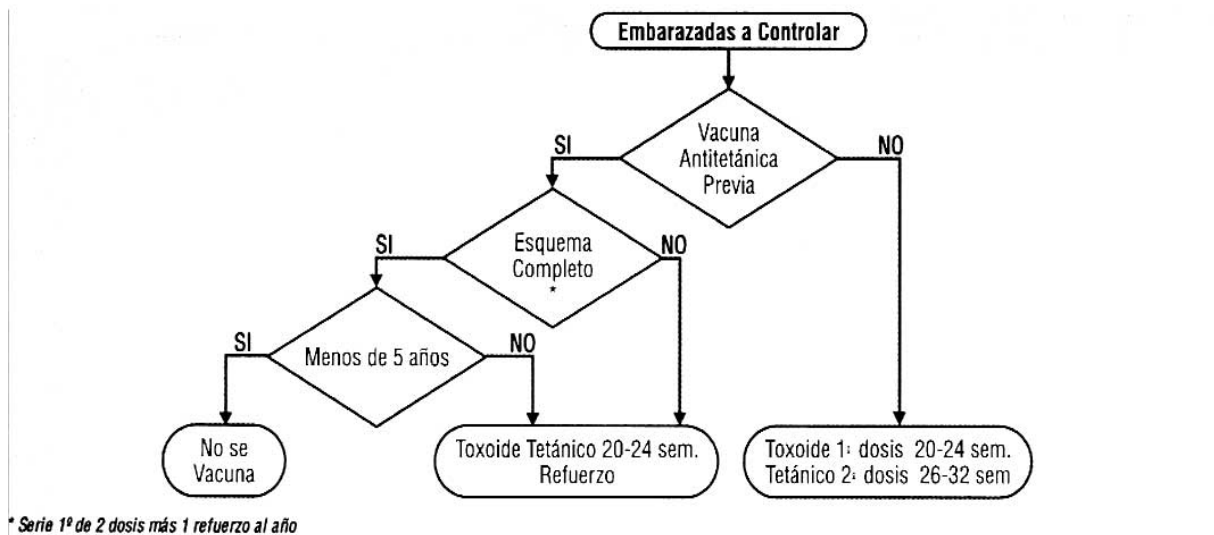 Embarazadas a Controlar
Vacuna
Antitetánica
Previa
SI
NO
Esquema
Completo
*
SI
NO
Menos de 5 años
SI
NO
No se
Vacuna
Toxoide Tetánico 20-24 sem.
Refuerzo
Toxoide 1: dosis 20-24 sem.
Tetánico 2: dosis 26-32 sem
* Serie 1º de 2 dosis más 1 refuerzo al año